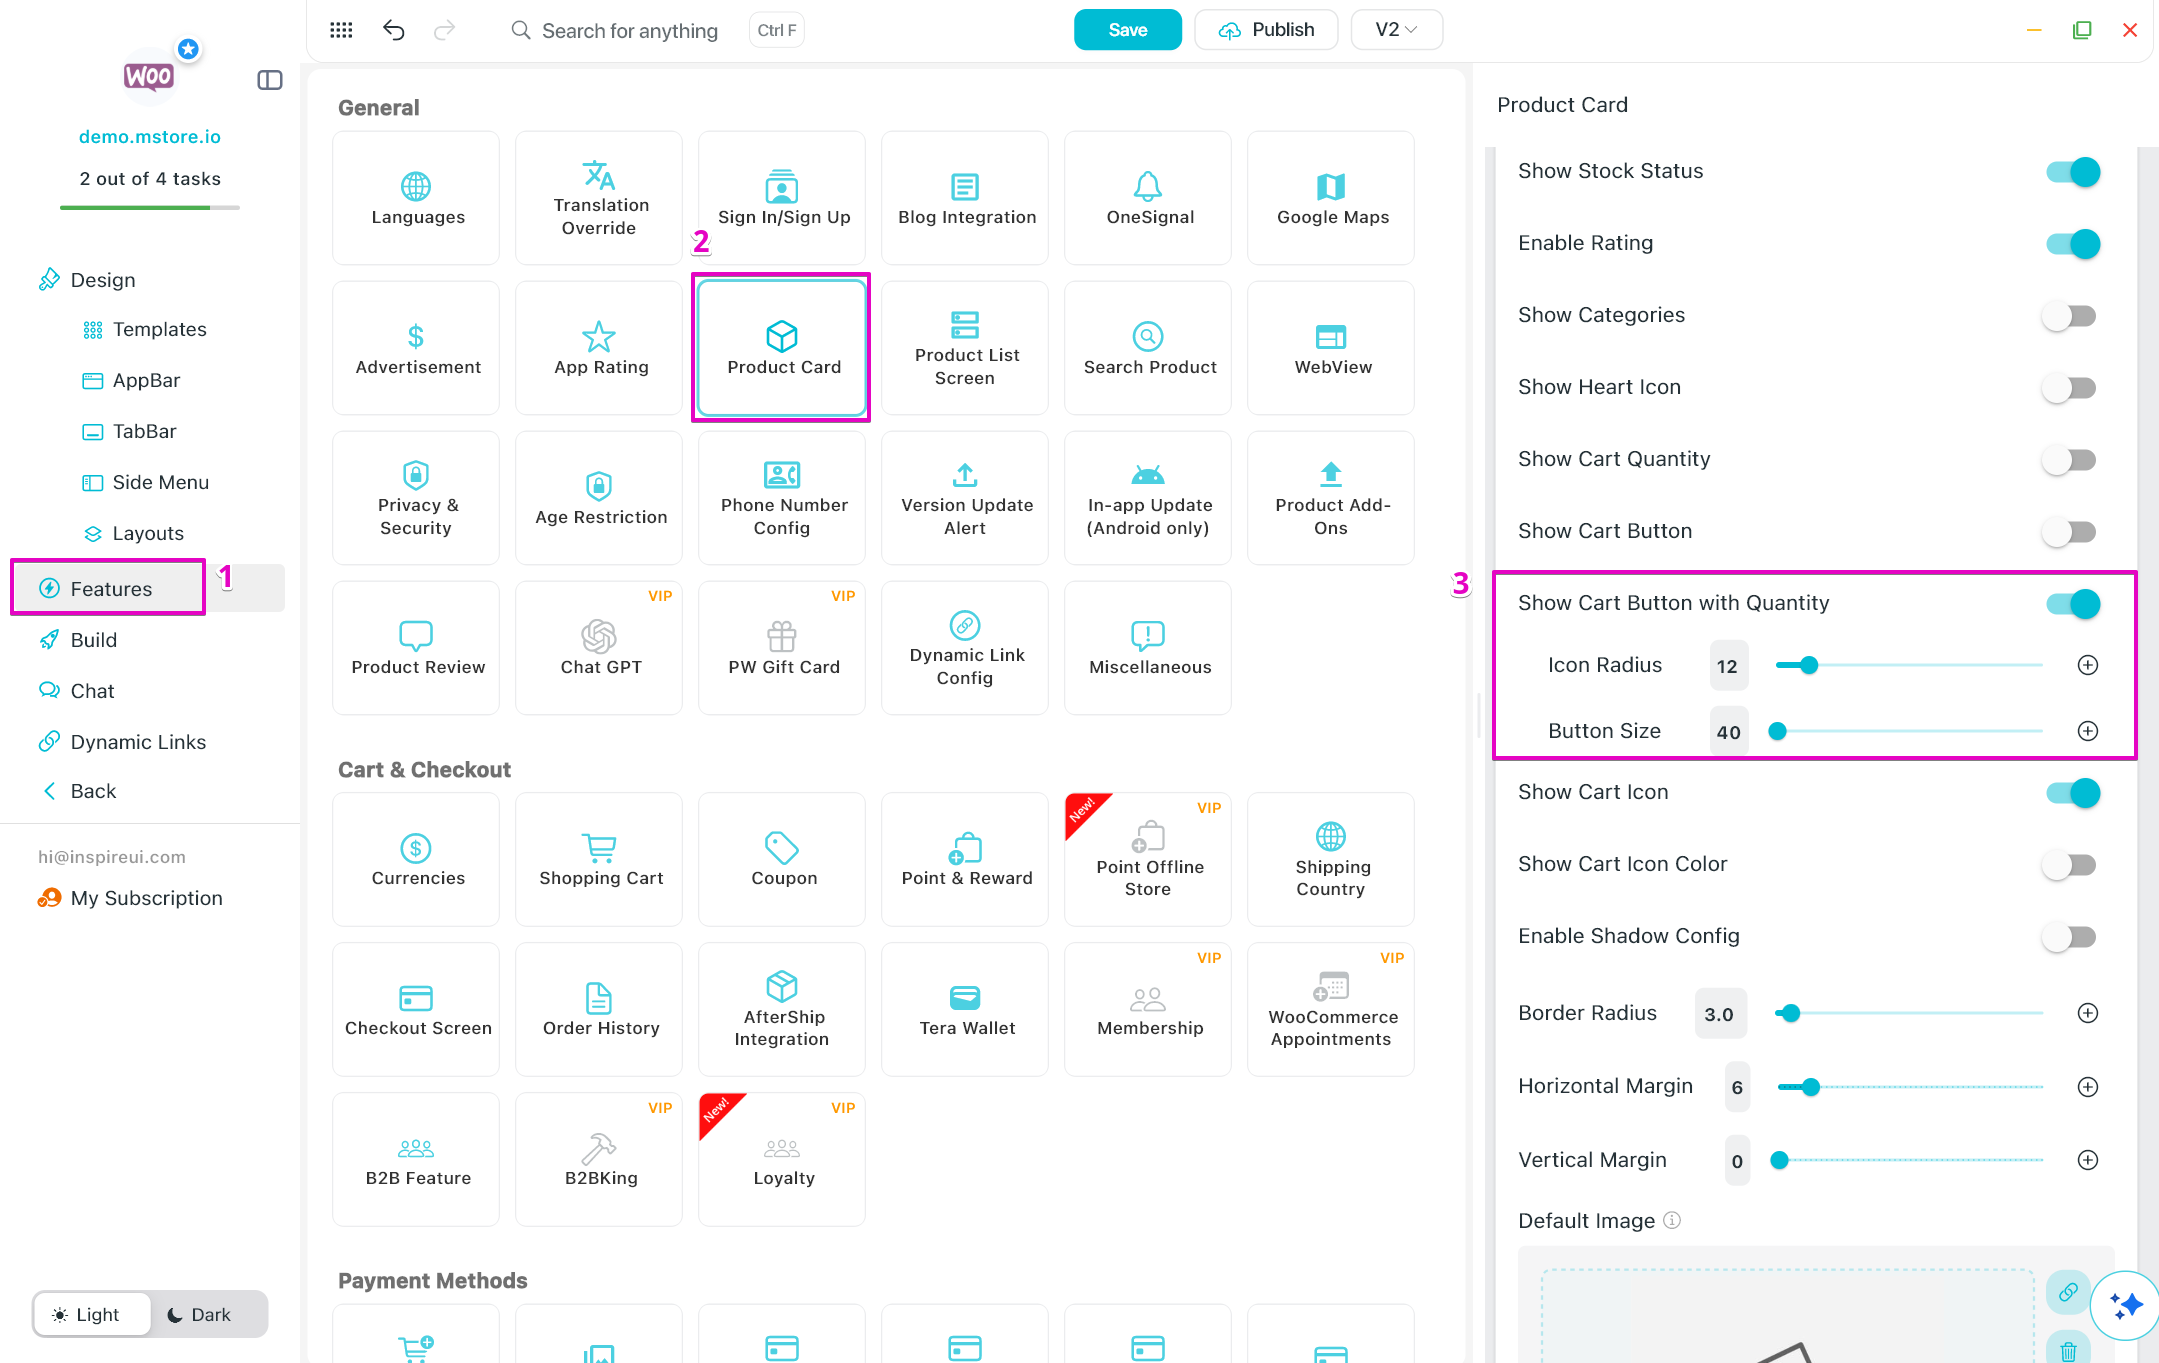 Search for anything
Ctrl F
Save
Publish
V2
WOO
demo.mstore.io
2 out of 4 tasks
Design
Templates
AppBar
TabBar
Side Menu
Layouts
Features
1
Build
Chat
Dynamic Links
Back
hi@inspireui.com
My Subscription
Light
Dark
General
Languages
Translation
Override
Sign In/Sign Up
Blog Integration
OneSignal
Google Maps
2
Advertisement
App Rating
Product Card
Product List
Screen
Search Product
WebView
Privacy &
Security
Age Restriction
Phone Number
Config
Version Update
Alert
In-app Update
(Android only)
Product Add-
Ons
Product Review
VIP
Chat GPT
VIP
PW Gift Card
Dynamic Link
Config
Miscellaneous
Cart & Checkout
Currencies
Shopping Cart
Coupon
Point & Reward
New!
VIP
Point Offline
Store
Shipping
Country
Checkout Screen
Order History
AfterShip
Integration
Tera Wallet
VIP
Membership
VIP
WooCommerce
Appointments
B2B Feature
VIP
B2BKing
New!
VIP
Loyalty
Payment Methods
Product Card
Show Stock Status
Enable Rating
Show Categories
Show Heart Icon
Show Cart Quantity
Show Cart Button
3
Show Cart Button with Quantity
Icon Radius 12
Button Size 40
Show Cart Icon
Show Cart Icon Color
Enable Shadow Config
Border Radius 3.0
Horizontal Margin 6
Vertical Margin 0
Default Image